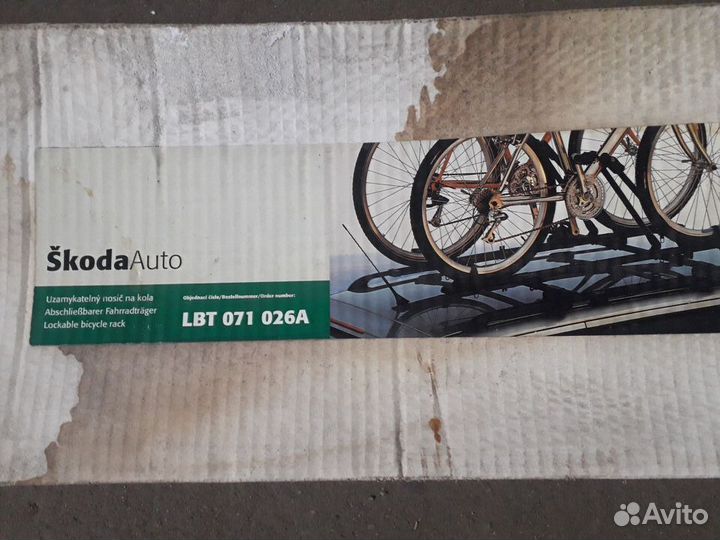 ŠkodaAuto
Uzamykatelný nosič na kola
Abschließbarer Fahrradträger
Lockable bicycle rack
Objednací číslo/Bestellnummer/Order number:
LBT 071 026A
Avito